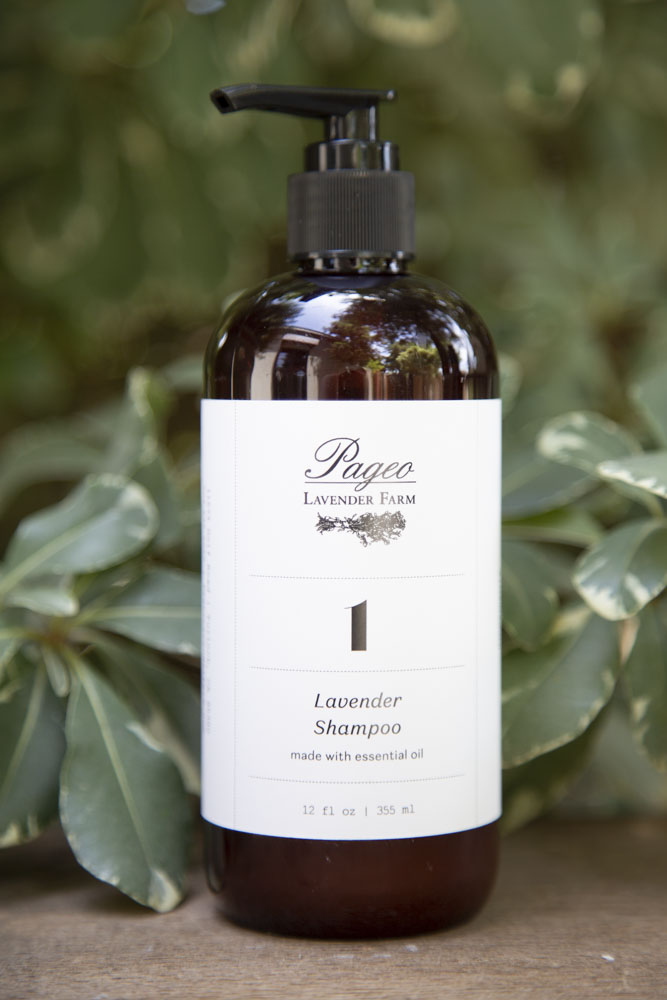 Pageo
LAVENDER FARM
1
Lavender
Shampoo
made with essential oil
12 fl oz | 355 ml